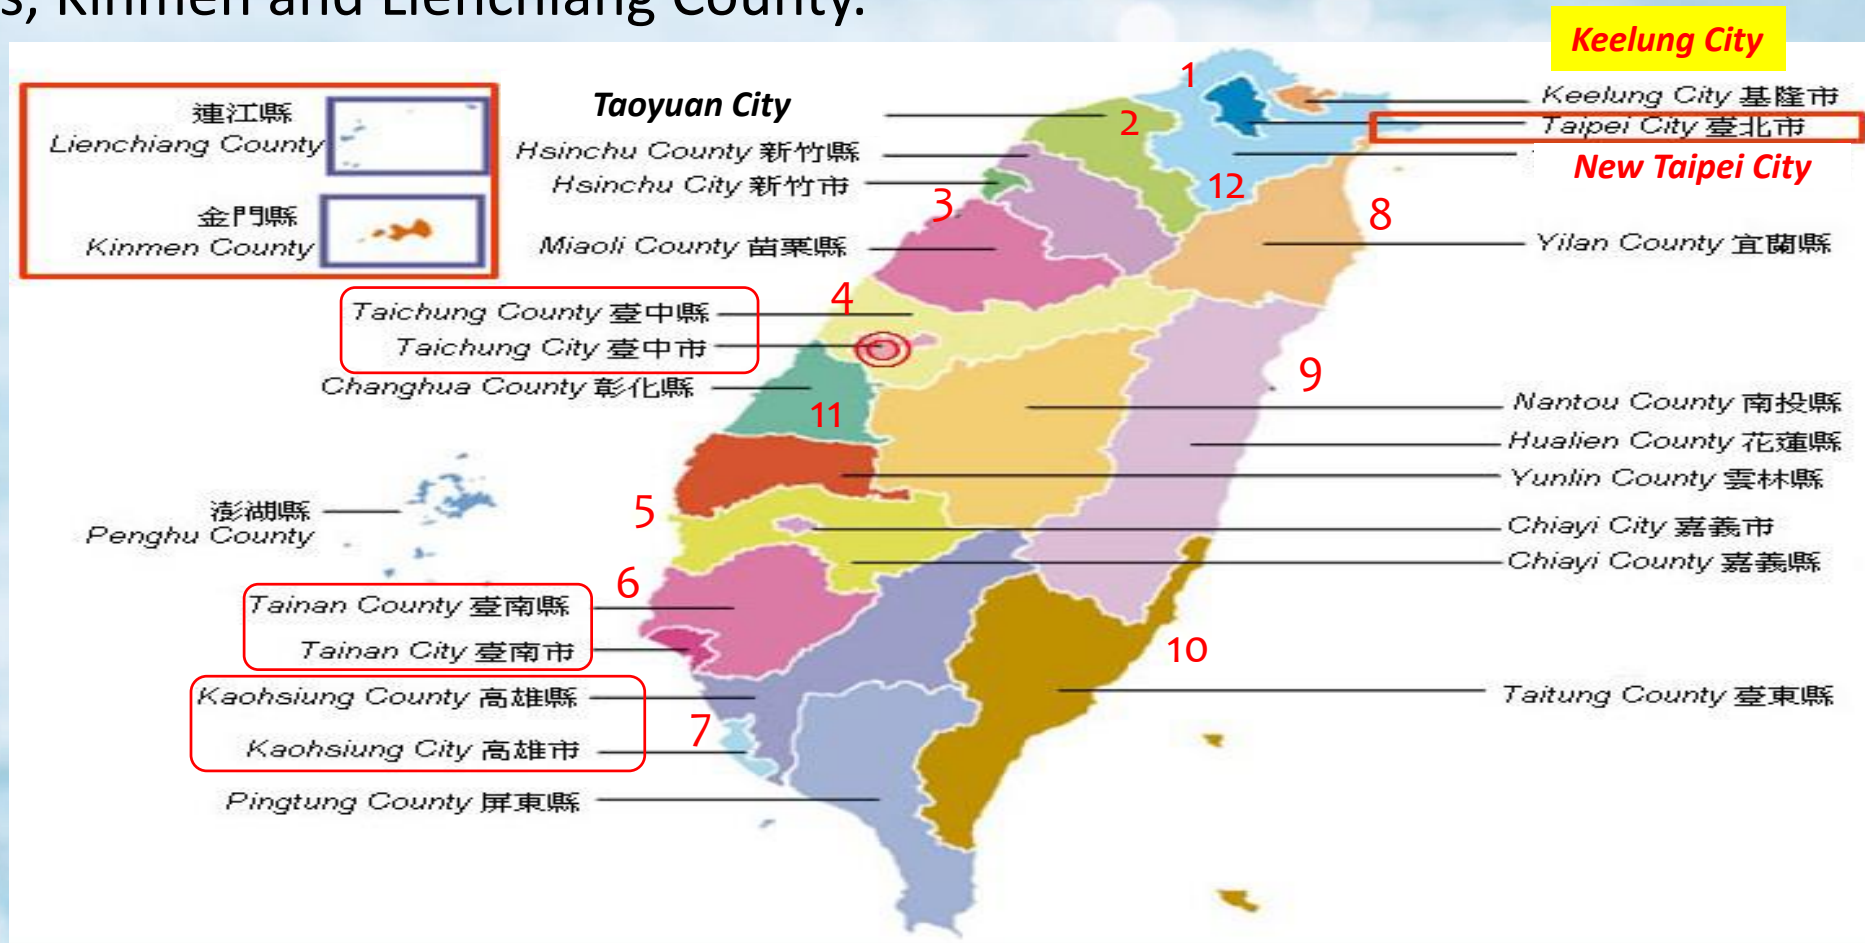 s, Kinmen and Lienchiang County.
Keelung City
連江縣
Lienchiang County
金門縣
Kinmen County
Taoyuan City
Hsinchu County 新竹縣
Hsinchu City 新竹市
Miaoli County 苗栗縣
Taichung County 臺中縣
Taichung City 臺中市
Changhua County 彰化縣
澎湖縣
Penghu County
Tainan County 臺南縣
Tainan City 臺南市
Kaohsiung County 高雄縣
Kaohsiung City 高雄市
Pingtung County 屏東縣
1
2
12
3
4
11
5
6
7
8
9
10
Keelung City 基隆市
Taipei City 臺北市
New Taipei City
Yilan County 宜蘭縣
Nantou County 南投縣
Hualien County 花蓮縣
Yunlin County 雲林縣
Chiayi City 嘉義市
Chiayi County 嘉義縣
Taitung County 臺東縣